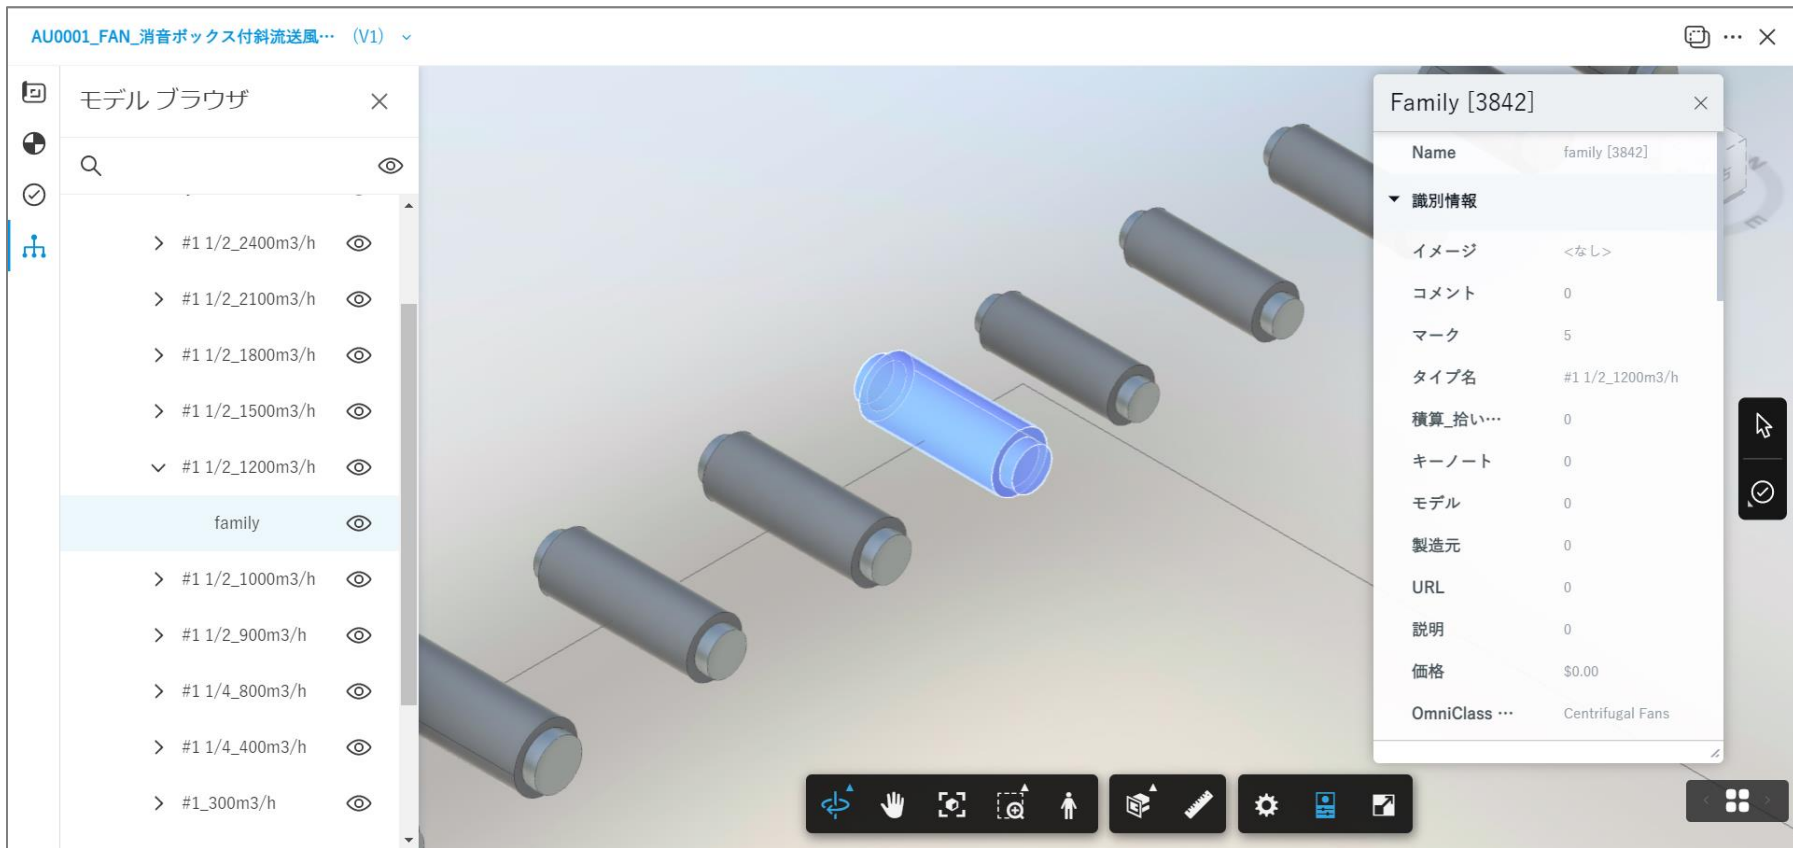 AU0001_FAN_消音ボックス付斜流送風… (V1)
モデル ブラウザ
#1 1/2_2400m3/h
#1 1/2_2100m3/h
#1 1/2_1800m3/h
#1 1/2_1500m3/h
#1 1/2_1200m3/h
family
#1 1/2_1000m3/h
#1 1/2_900m3/h
#1 1/4_800m3/h
#1 1/4_400m3/h
#1_300m3/h
Family [3842]
Name family [3842]
識別情報
イメージ <なし>
コメント 0
マーク 5
タイプ名 #1 1/2_1200m3/h
積算_拾い… 0
キーノート 0
モデル 0
製造元 0
URL 0
説明 0
価格 $0.00
OmniClass … Centrifugal Fans
N
E